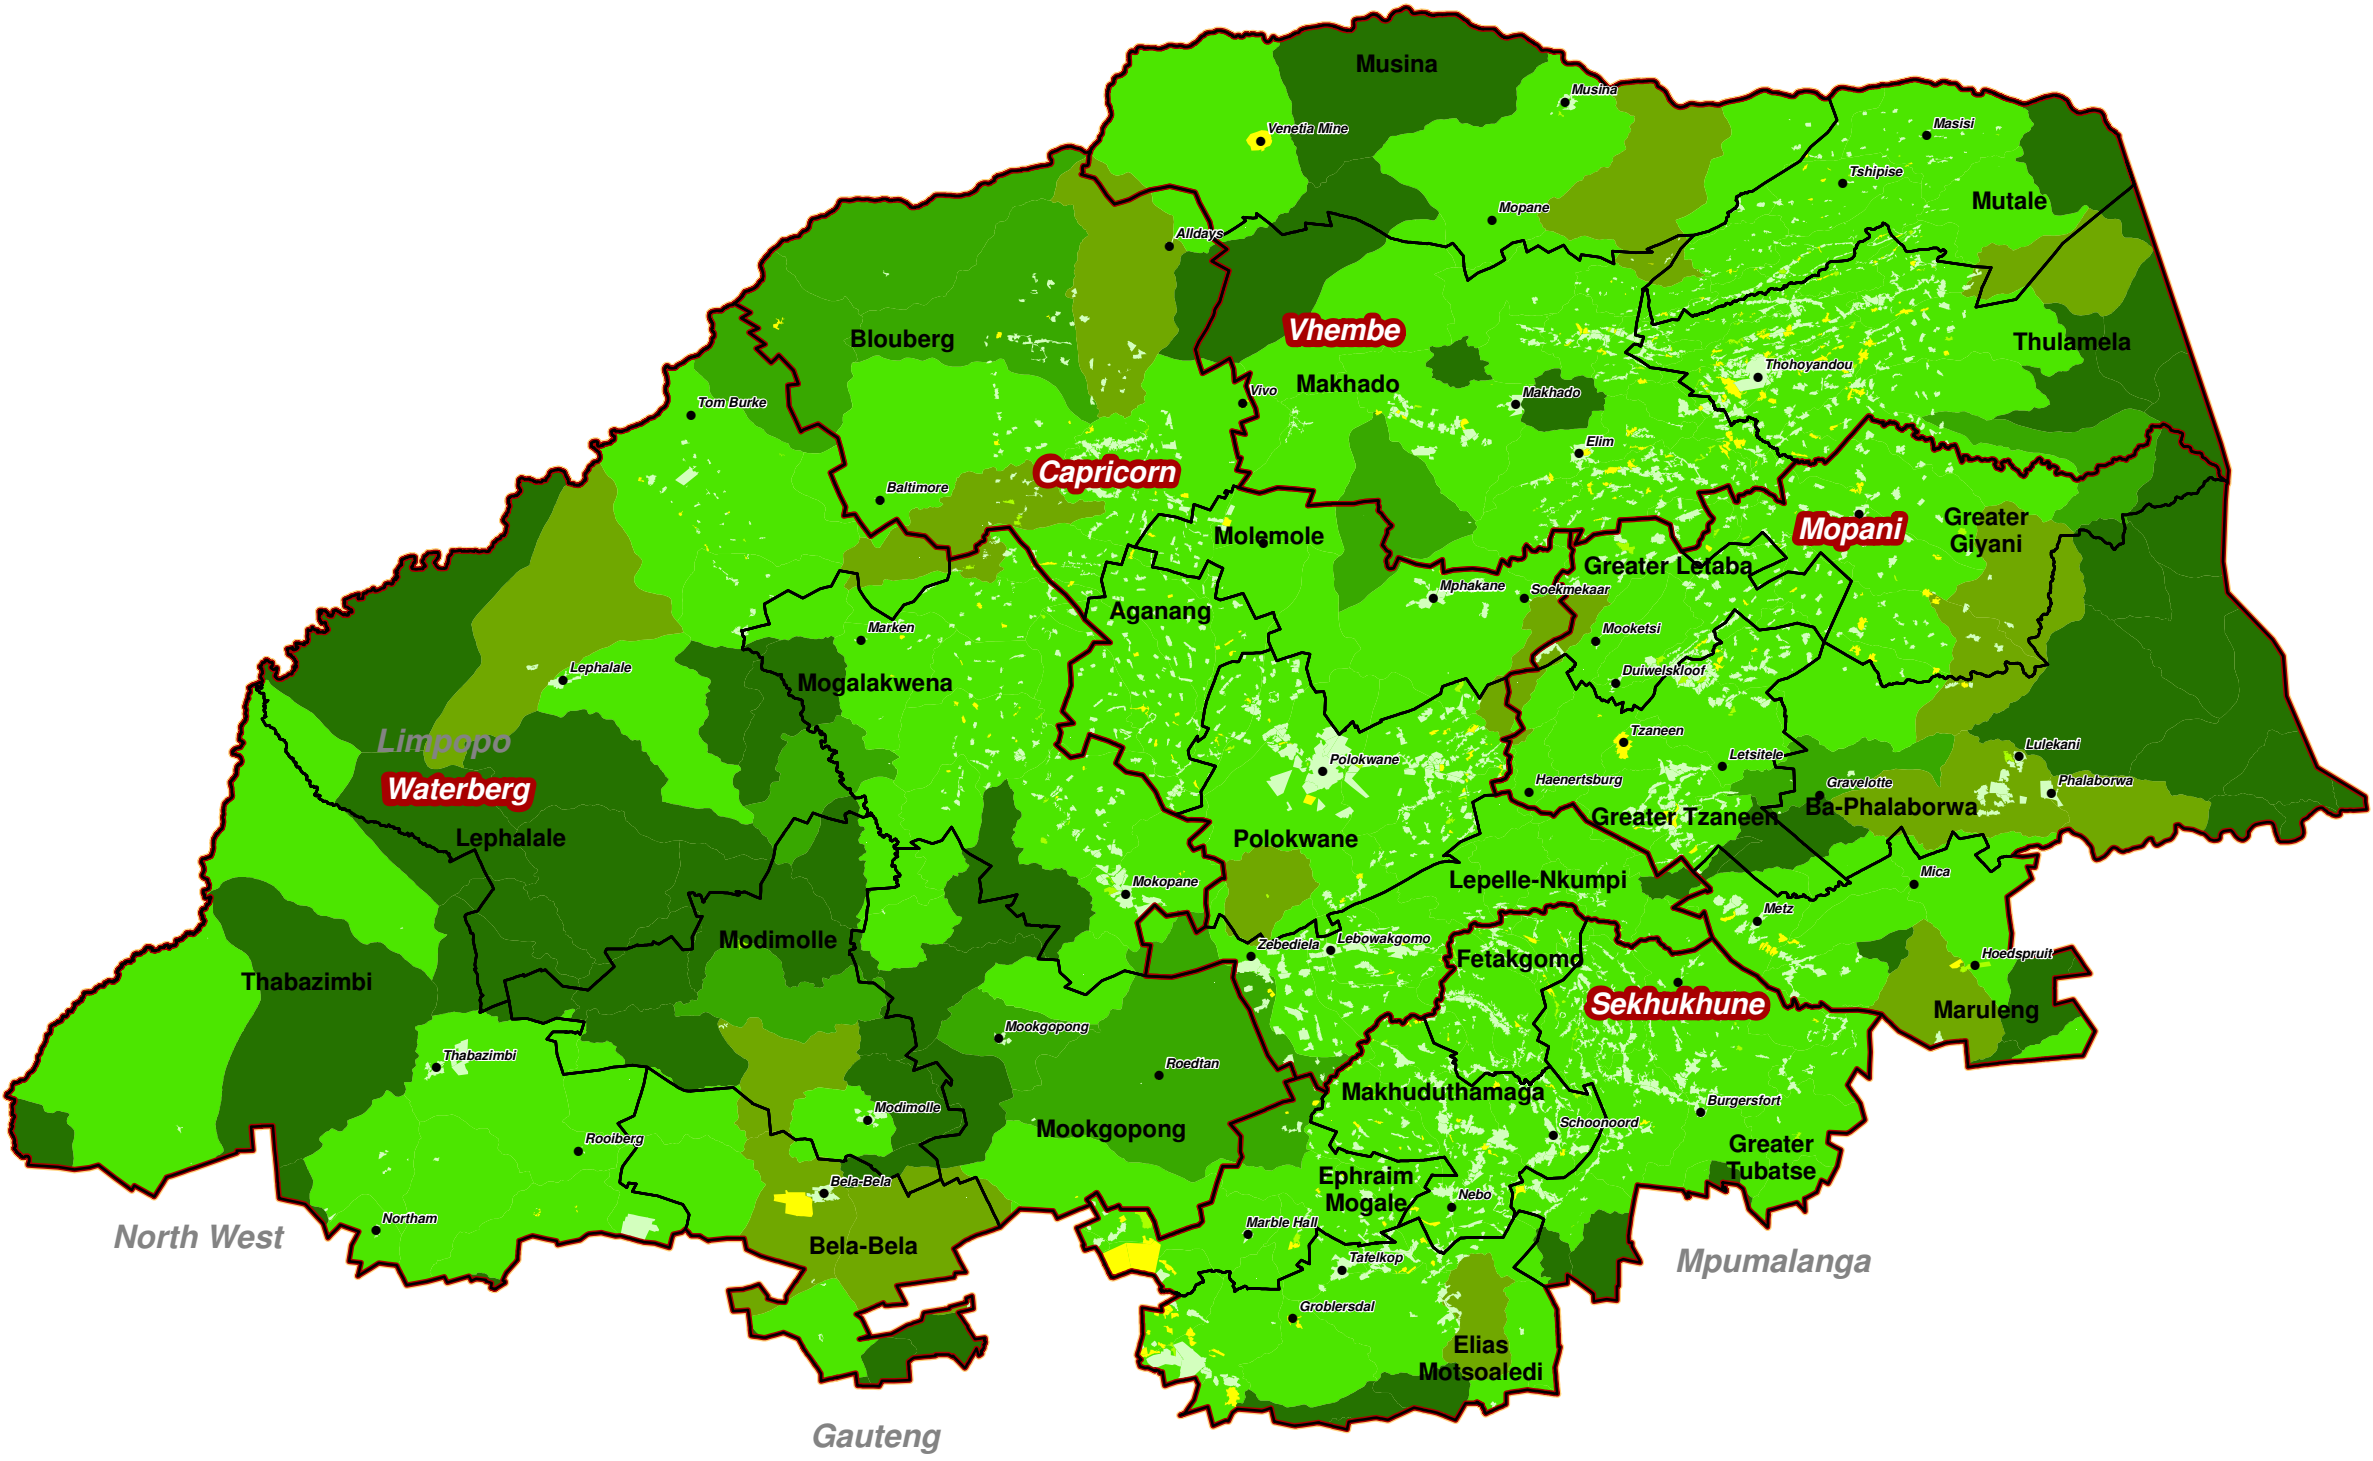 Musina
Musina
Venetia Mine
Masisi
Tshipise
Mutale
Mopane
Alldays
Vhembe
Blouberg
Thulamela
Thohoyandou
Makhado
Makhado
Vivo
Tom Burke
Elim
Capricorn
Baltimore
Mopani
Greater
Giyani
Molemole
Greater Letaba
Mphakane
Soekmekaar
Aganang
Marken
Mooketsi
Lephalale
Duiwelskloof
Mogalakwena
Limpopo
Tzaneen
Lulekani
Letsitele
Polokwane
Haenertsburg
Gravelotte
Phalaborwa
Waterberg
Ba-Phalaborwa
Greater Tzaneen
Lephalale
Polokwane
Mica
Mokopane
Lepelle-Nkumpi
Metz
Modimolle
Zebediela
Lebowakgomo
Fetakgomo
Hoedspruit
Thabazimbi
Sekhukhune
Maruleng
Mookgopong
Thabazimbi
Roedtan
Makhuduthamaga
Burgersfort
Modimolle
Schoonoord
Mookgopong
Rooiberg
Greater
Tubatse
Ephraim
Mogale
Bela-Bela
Nebo
Northam
Marble Hall
North West
Bela-Bela
Tafelkop
Mpumalanga
Groblersdal
Elias
Motsoaledi
Gauteng